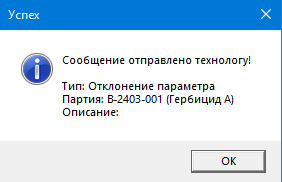 Успех
Сообщение отправлено технологу!
Тип: Отклонение параметра
Партия: B-2403-001 (Гербицид А)
Описание:
OK